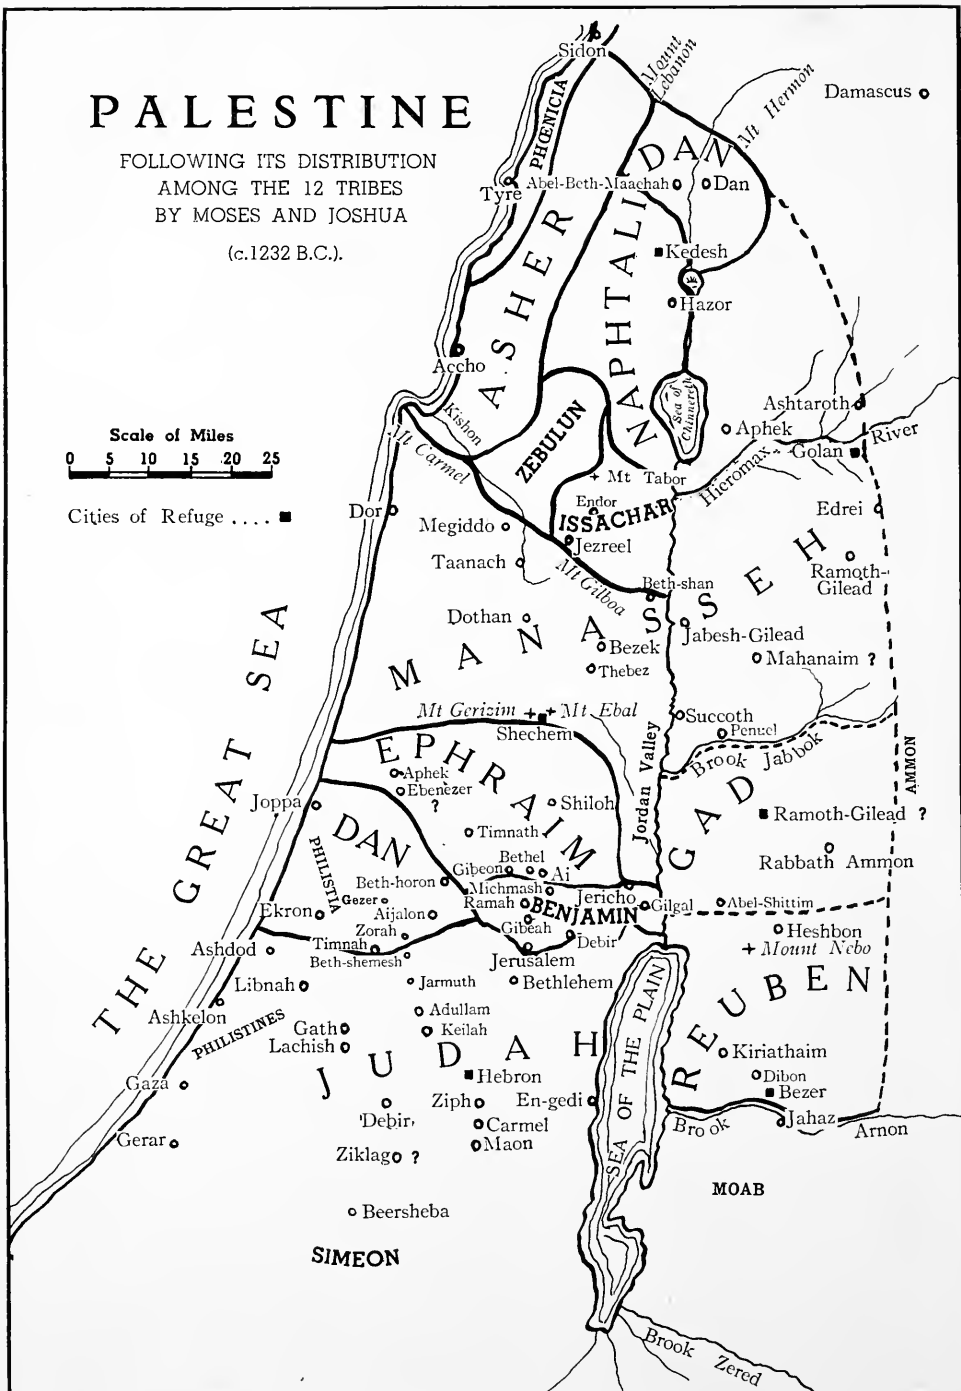 PALESTINE
FOLLOWING ITS DISTRIBUTION
AMONG THE 12 TRIBES
BY MOSES AND JOSHUA
(c.1232 B.C.).
Scale of Miles
0 5 10 15 20 25
Cities of Refuge ....
THE GREAT SEA
Sidon
Mount
Lebanon
Mt Hermon
Damascus
PHŒNICIA
DAN
Abel-Beth-Maachah
Dan
Tyre
ASHER
NAPHTALI
Kedesh
Hazor
Accho
Sea of
Chinnereth
Ashtaroth
Kishon
Mt Carmel
ZEBULUN
Aphek
River
Golan
Hieromax
Mt Tabor
Endor
ISSACHAR
Dor
Edrei
Megiddo
Jezreel
Taanach
Mt Gilboa
Beth-shan
Ramoth-
Gilead
MANASSEH
Dothan
Bezek
Jabesh-Gilead
Thebez
Mahanaim ?
Mt Gerizim
Mt Ebal
Shechem
Succoth
Penuel
Brook Jabbok
Jordan Valley
EPHRAIM
Aphek
Ebenezer
?
Shiloh
AMMON
GAD
Joppa
DAN
Timnath
Ramoth-Gilead ?
Rabbath Ammon
PHILISTIA
Gibeon
Bethel
Ai
Beth-horon
Michmash
Jericho
Gezer
Ramah
BENJAMIN
Gilgal
Abel-Shittim
Ekron
Aijalon
Gibeah
Zorah
Debir
Heshbon
Ashdod
Timnah
Mount Nebo
Beth-shemesh
Jerusalem
Libnah
Jarmuth
Bethlehem
REUBEN
Ashkelon
Adullam
PHILISTINES
Gath
Keilah
Lachish
JUDAH
Kiriathaim
SEA OF THE PLAIN
Hebron
Dibon
Gaza
Bezer
Debir
Ziph
En-gedi
Brook
Jahaz
Arnon
Carmel
Gerar
Maon
Ziklag ?
MOAB
Beersheba
SIMEON
Brook Zered